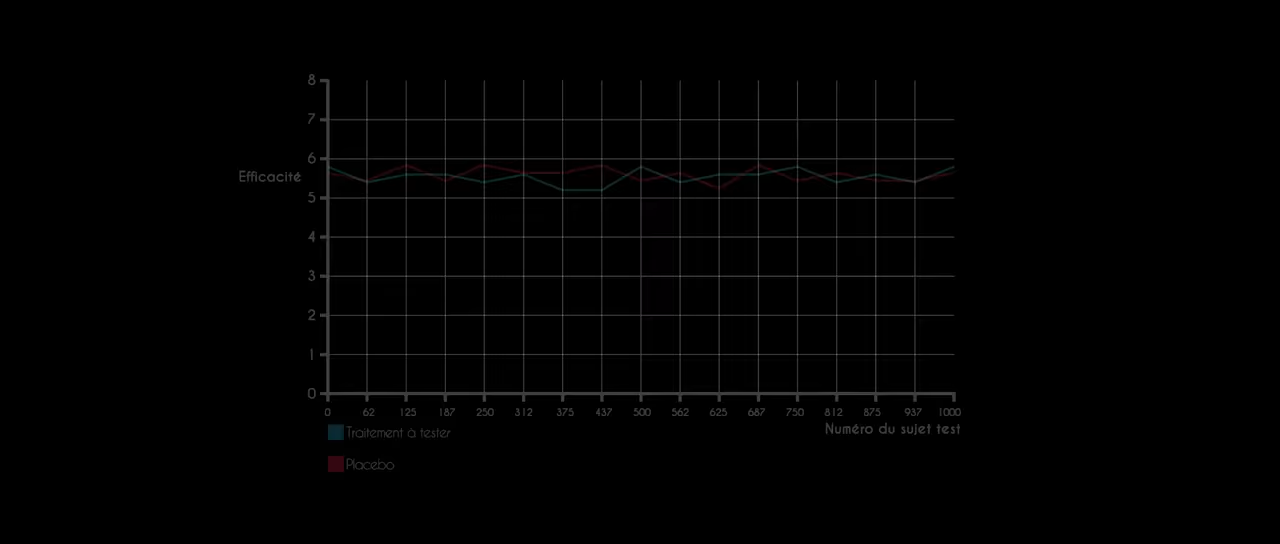 8
7
6
Efficacité
5
4
3
2
1
0
0 62 125 187 250 312 375 437 500 562 625 687 750 812 875 937 1000
Numéro du sujet test
Traitement à tester
Placebo